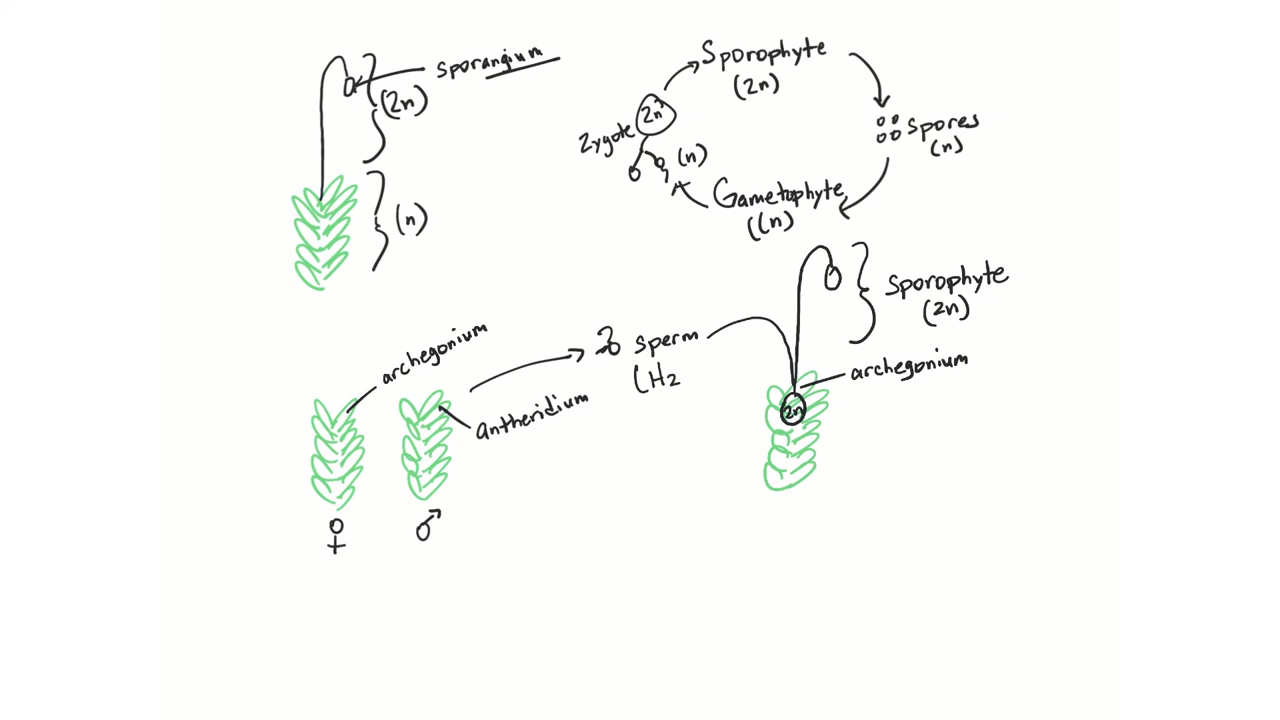 sporangium
(2n)
(n)
Sporophyte
(2n)
spores
(n)
Gametophyte
((n)
(n)
Zygote
2n
archegonium
antheridium
♀
♂
sperm
(H2
Sporophyte
(2n)
archegonium
2n